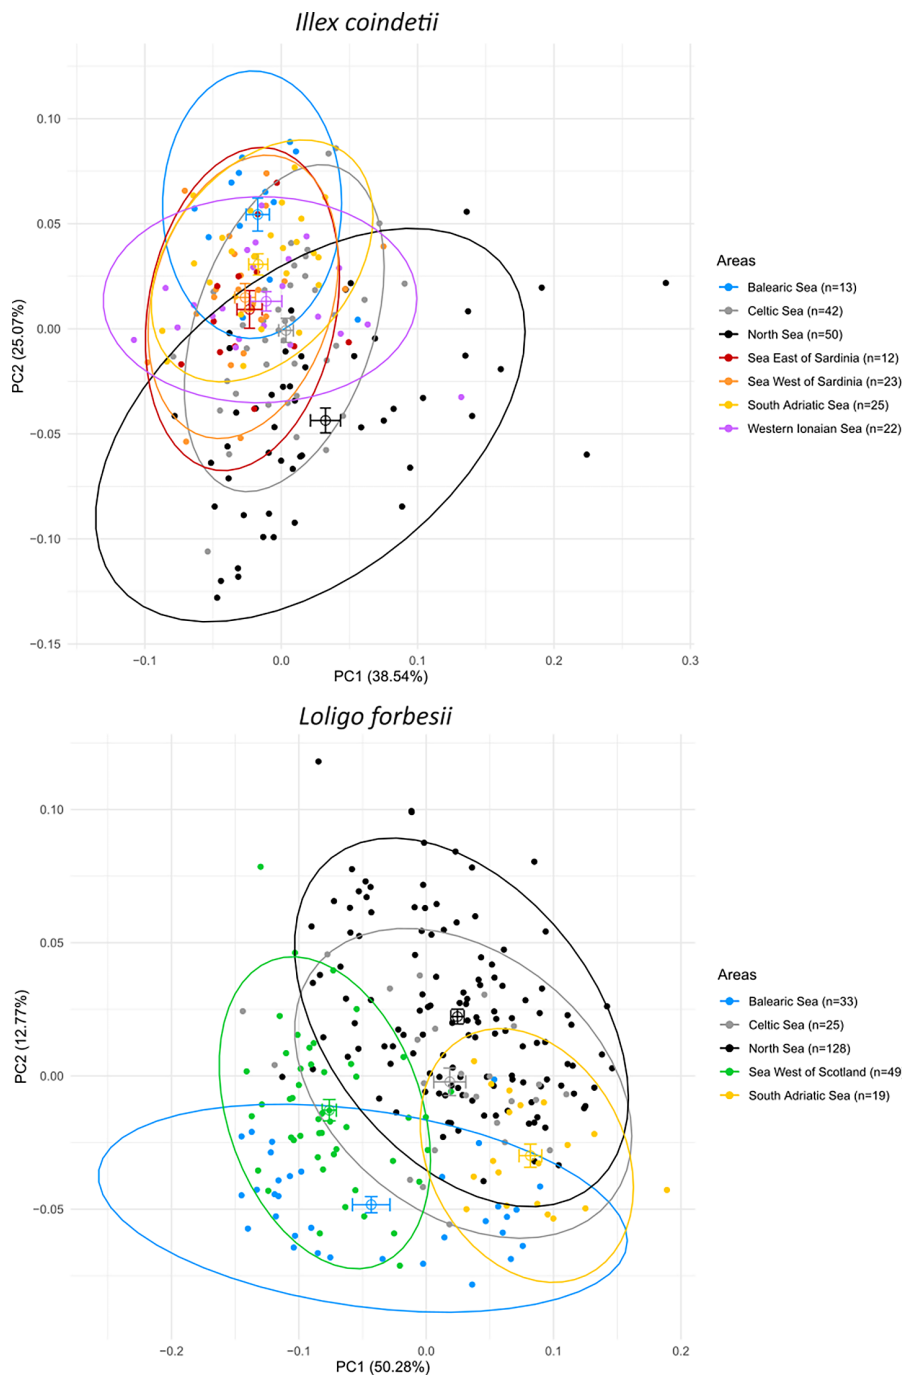 Illex coindetii
0.10
0.05
0.00
−0.05
−0.10
−0.15
PC2 (25.07%)
−0.1
0.0
0.1
0.2
0.3
PC1 (38.54%)
Areas
Balearic Sea (n=13)
Celtic Sea (n=42)
North Sea (n=50)
Sea East of Sardinia (n=12)
Sea West of Sardinia (n=23)
South Adriatic Sea (n=25)
Western Ionaian Sea (n=22)
Loligo forbesii
0.10
0.05
0.00
−0.05
PC2 (12.77%)
−0.2
−0.1
0.0
0.1
0.2
PC1 (50.28%)
Areas
Balearic Sea (n=33)
Celtic Sea (n=25)
North Sea (n=128)
Sea West of Scotland (n=49
South Adriatic Sea (n=19)